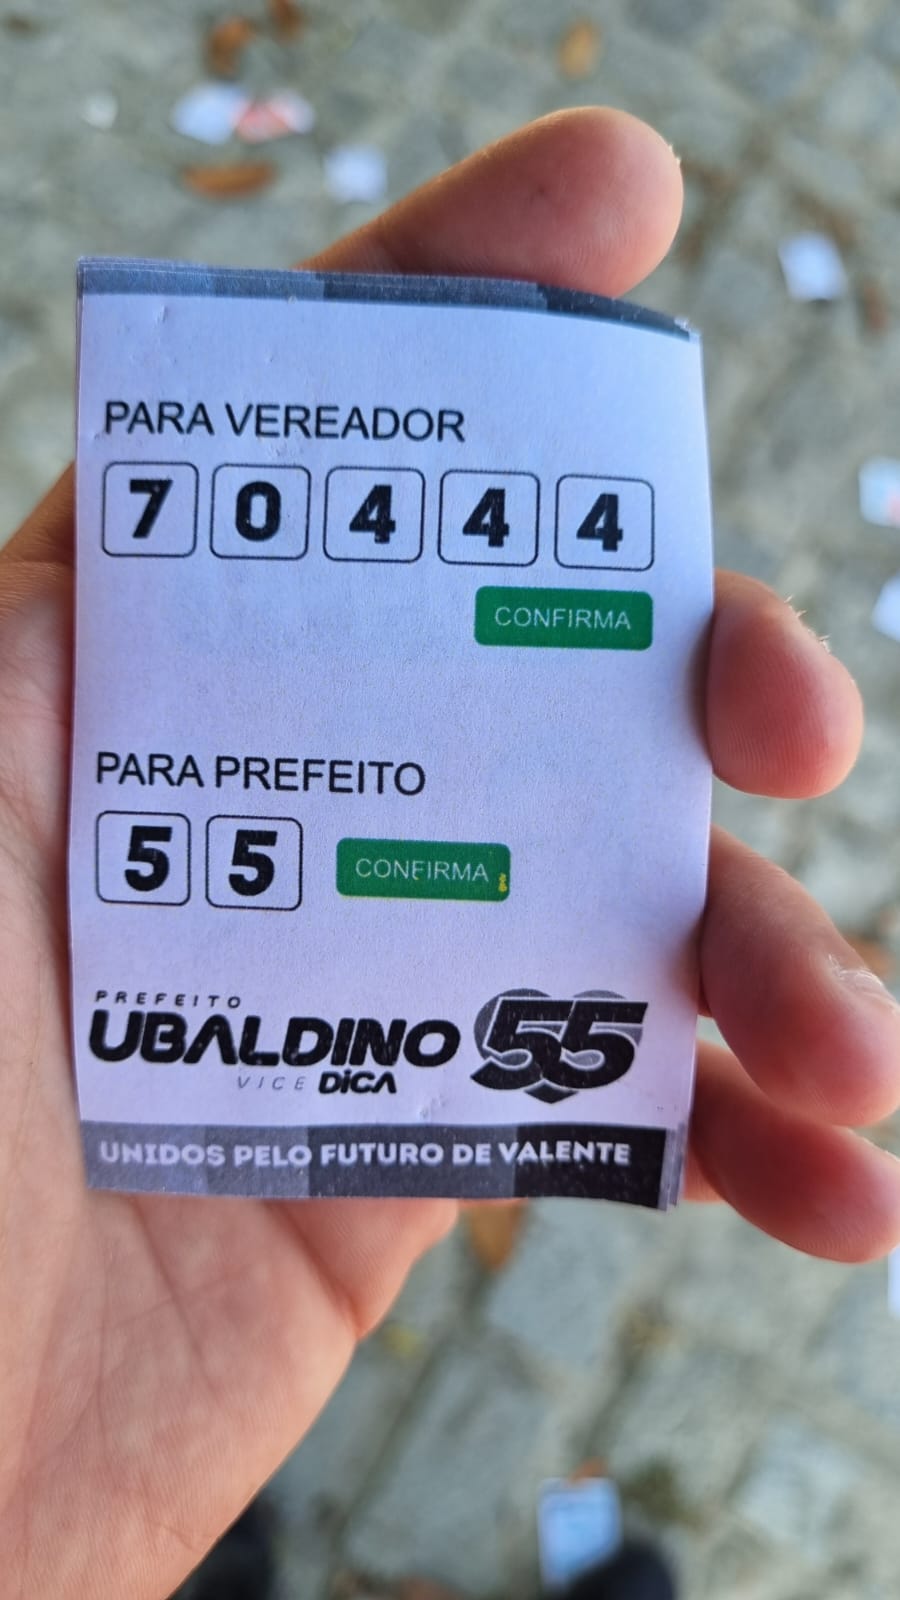 PARA VEREADOR
7 0 4 4 4
CONFIRMA
PARA PREFEITO
5 5 CONFIRMA
PREFEITO
UBALDINO 55
VICE DiCA
UNIDOS PELO FUTURO DE VALENTE